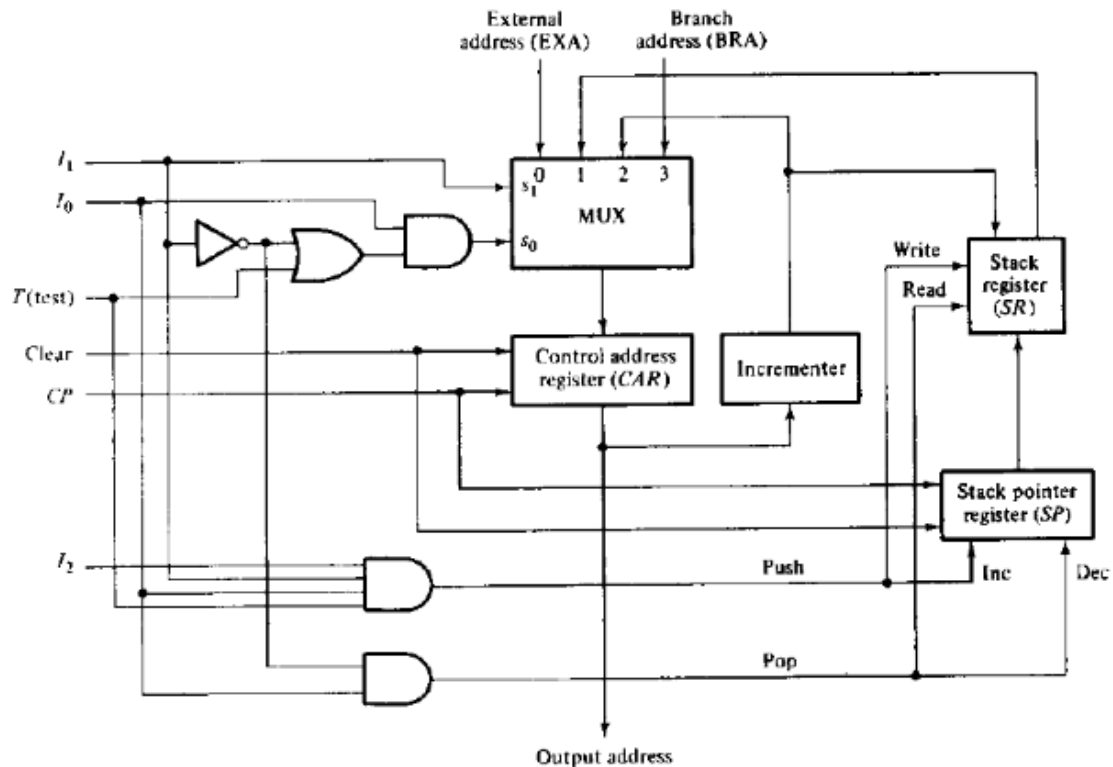 External
address (EXA)
Branch
address (BRA)
I1
I0
T(test)
Clear
CP
0 1 2 3
s1
MUX
s0
Write
Read
Stack
register
(SR)
Control address
register (CAR)
Incrementer
Stack pointer
register (SP)
I2
Push
Inc
Dec
Pop
Output address